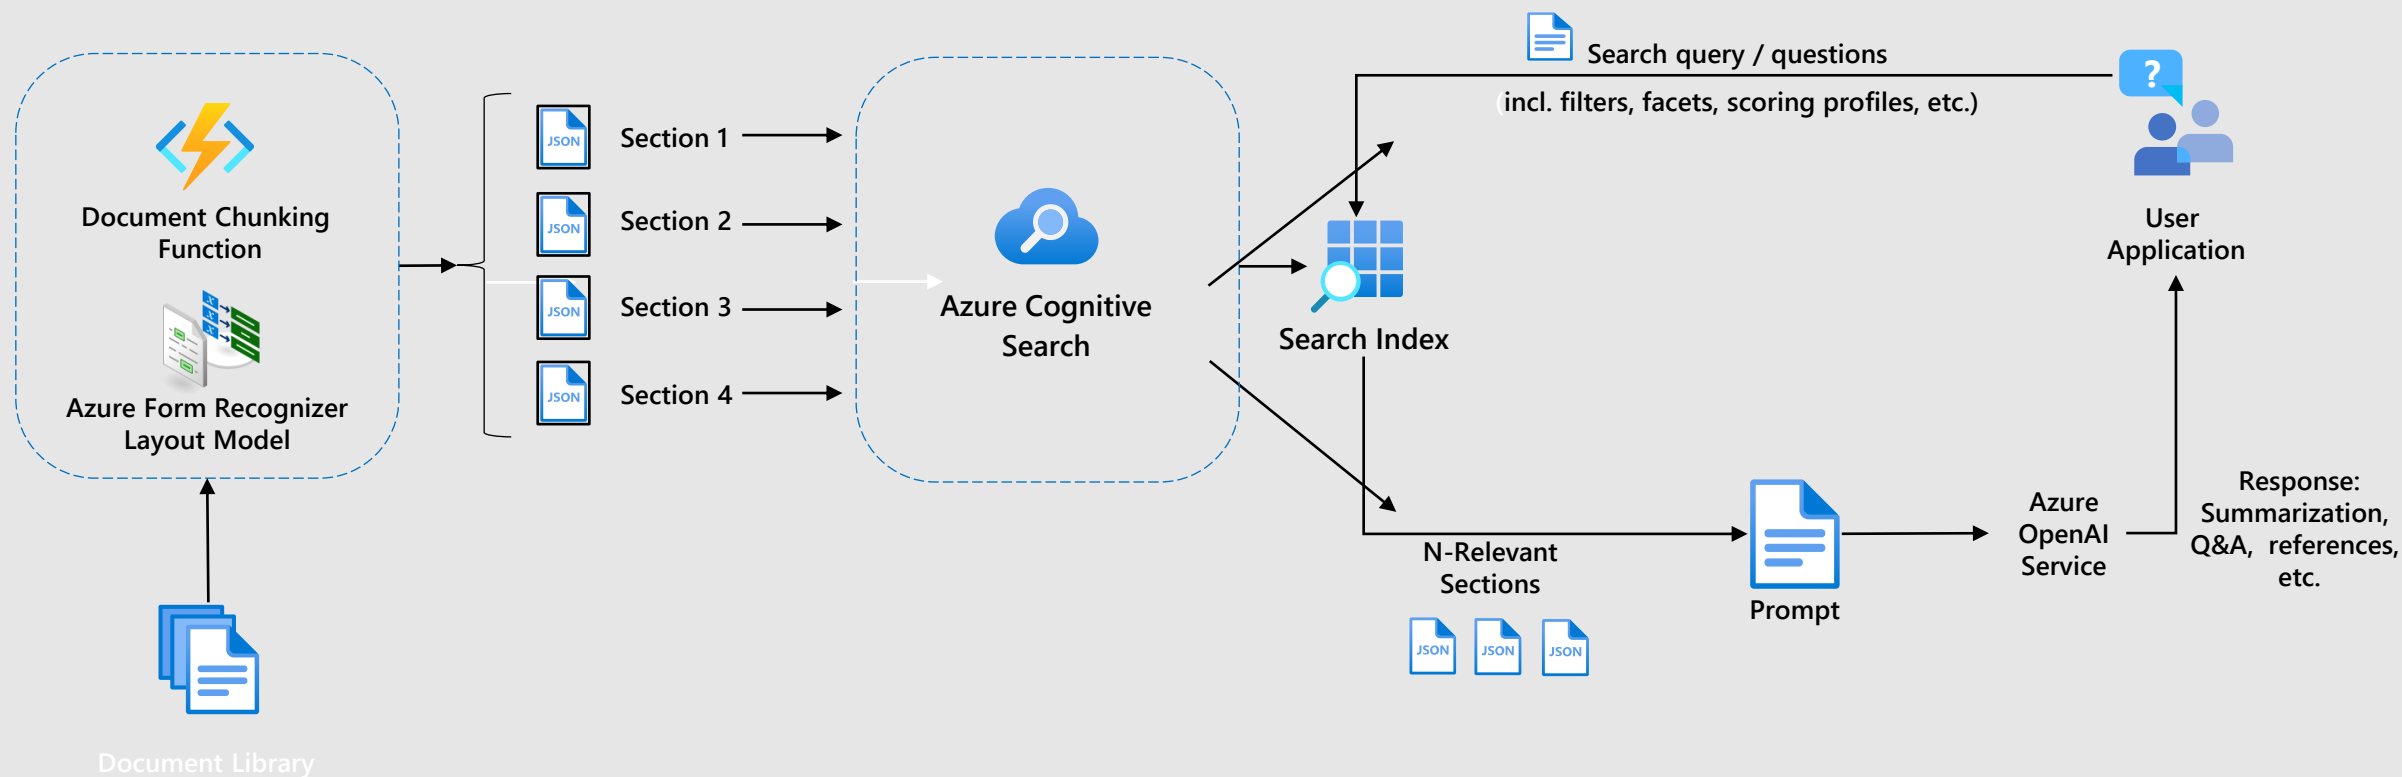 Document Chunking
Function
Azure Form Recognizer
Layout Model
Document Library
JSON
Section 1
JSON
Section 2
JSON
Section 3
JSON
Section 4
Azure Cognitive
Search
Search query / questions
(incl. filters, facets, scoring profiles, etc.)
?
User
Application
Search Index
N-Relevant
Sections
JSON
JSON
JSON
Prompt
Azure
OpenAI
Service
Response:
Summarization,
Q&A, references,
etc.